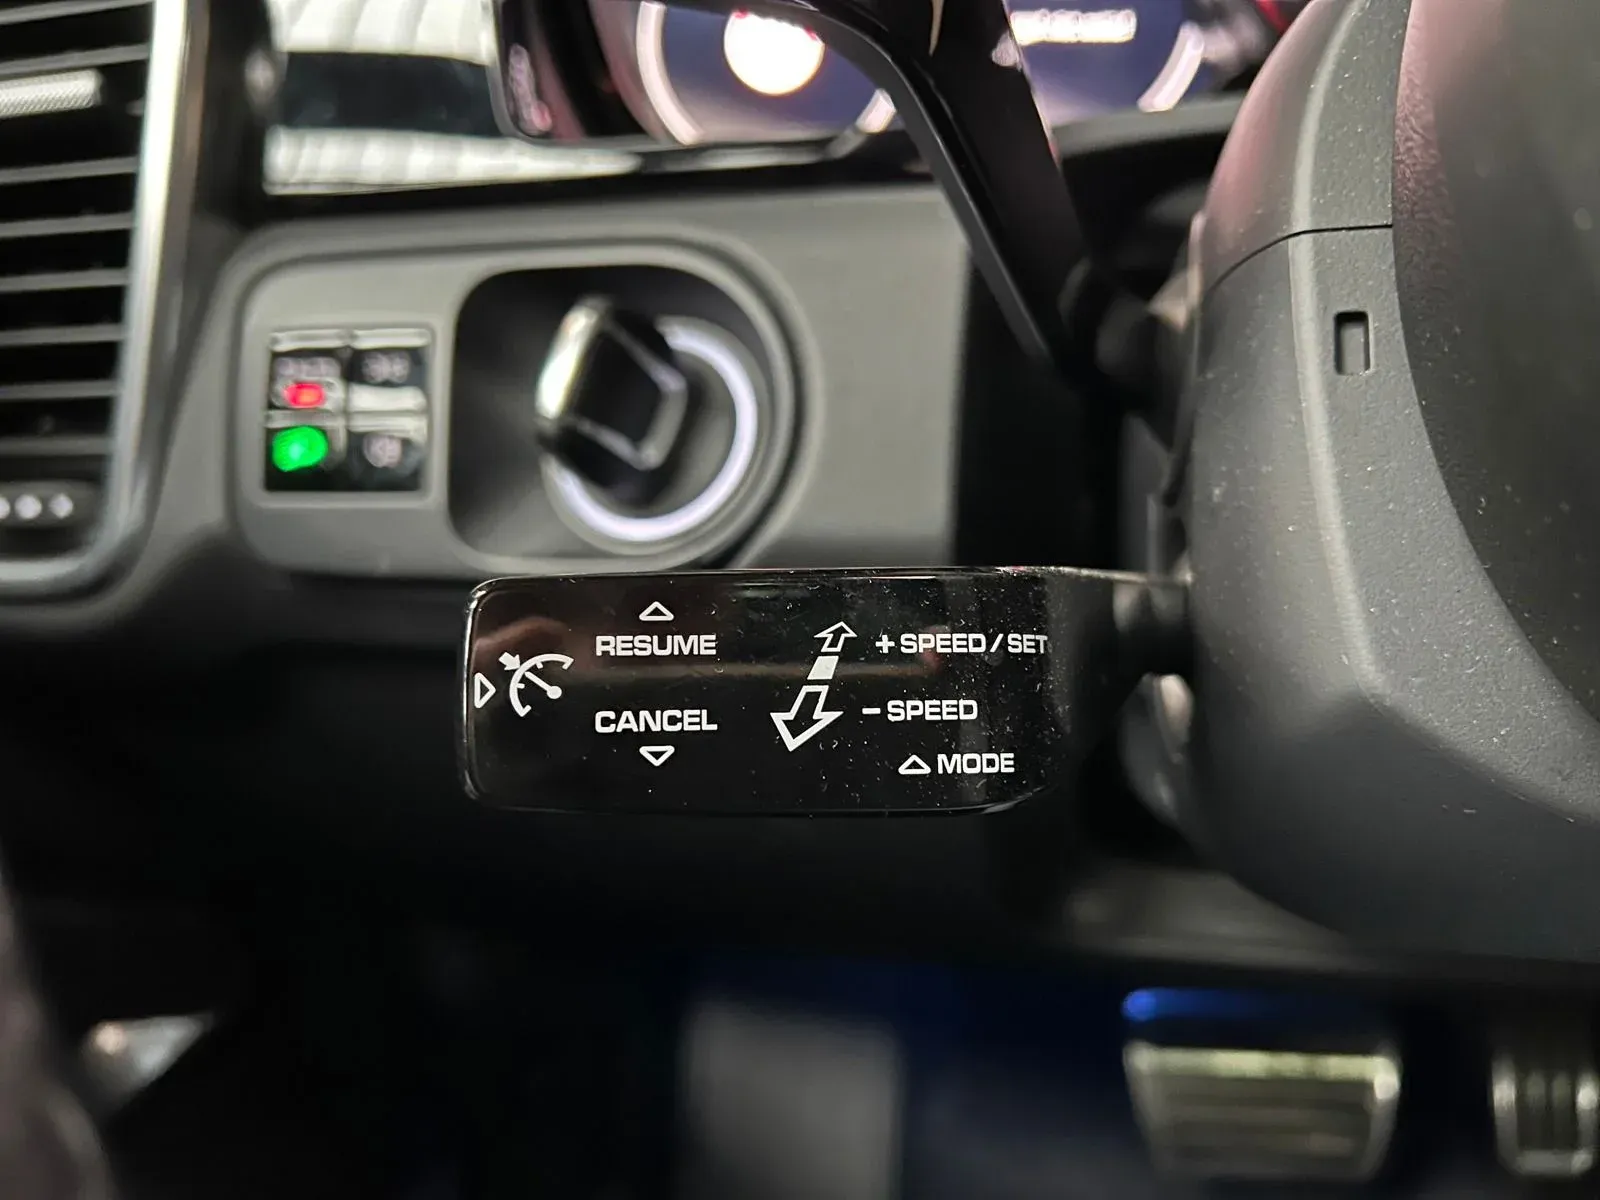 RESUME
+ SPEED / SET
CANCEL
- SPEED
MODE